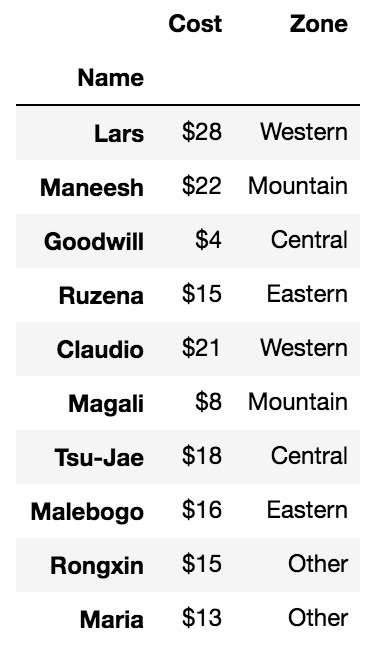 Cost Zone
Name
Lars $28 Western
Maneesh $22 Mountain
Goodwill $4 Central
Ruzena $15 Eastern
Claudio $21 Western
Magali $8 Mountain
Tsu-Jae $18 Central
Malebogo $16 Eastern
Rongxin $15 Other
Maria $13 Other